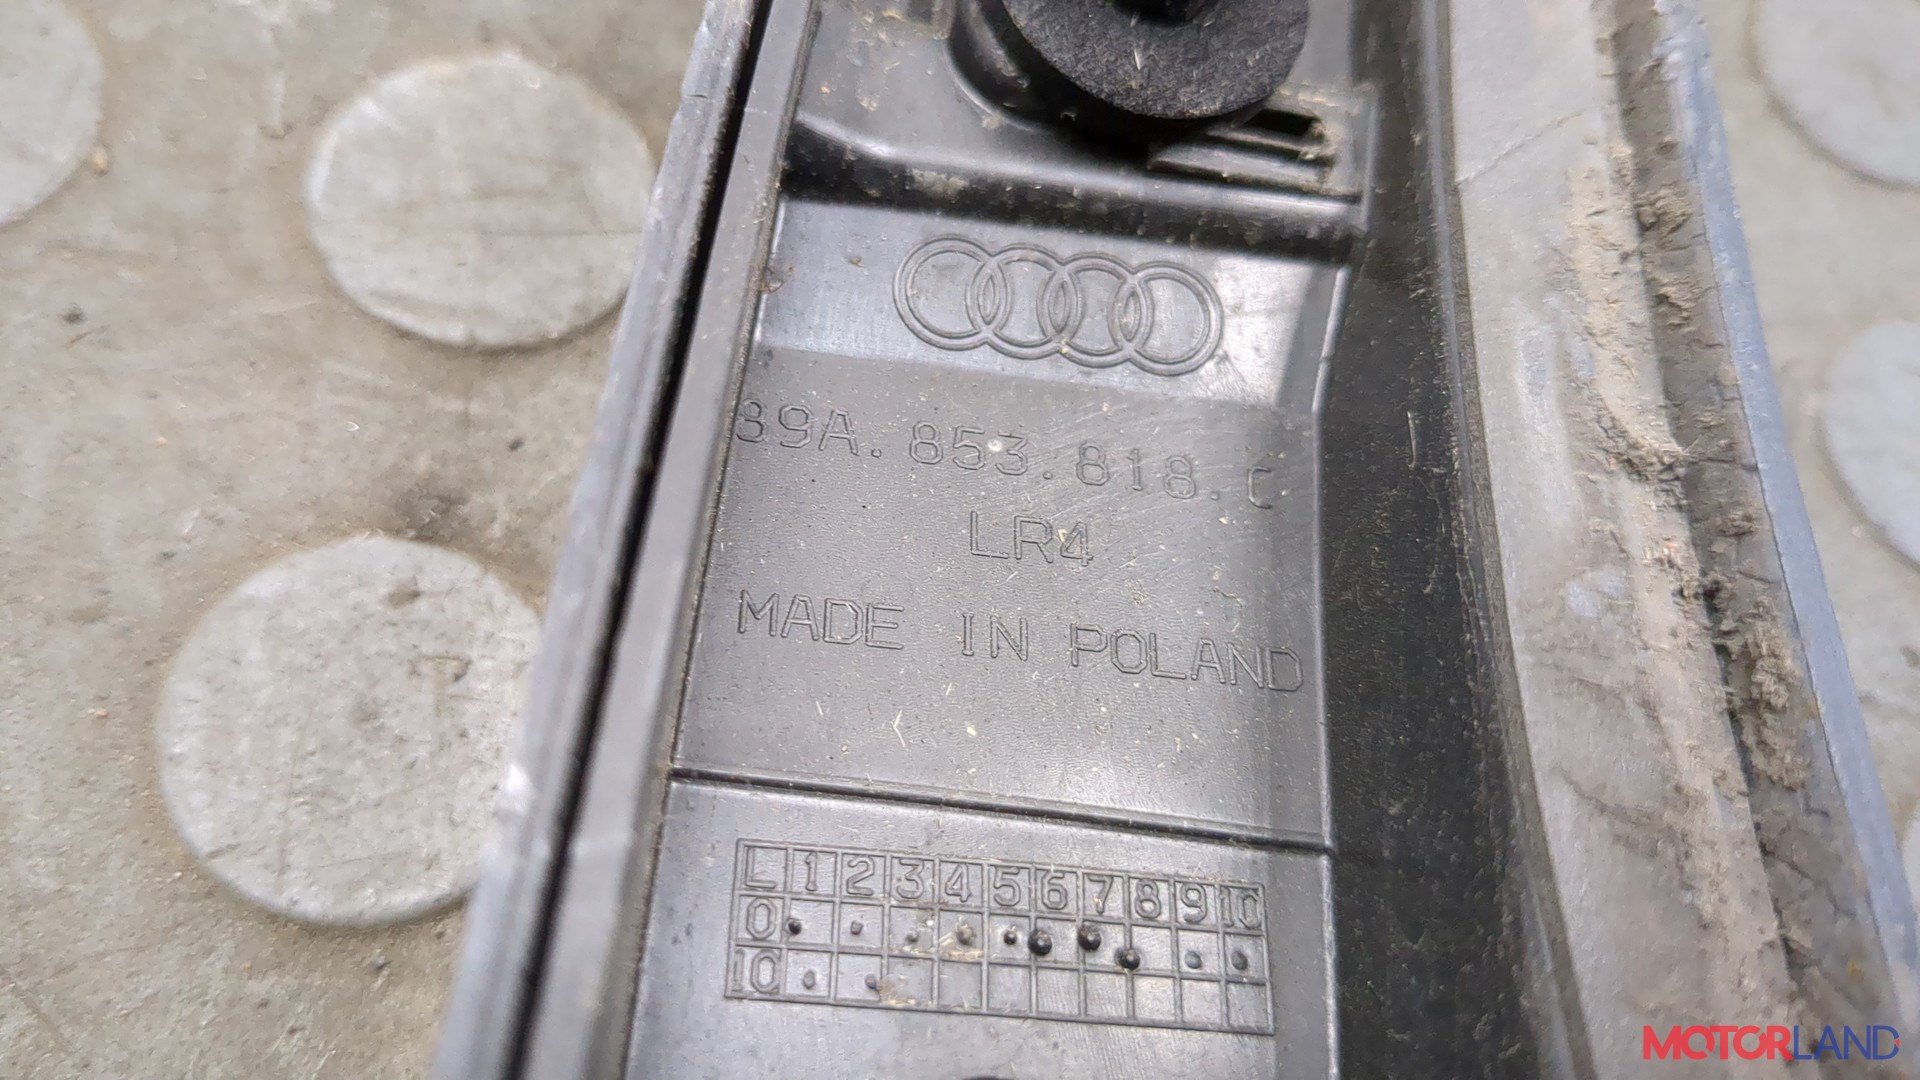 89A.853.818.C
LR4
MADE IN POLAND
L 1 2 3 4 5 6 7 8 9 10
0
10
MOTORLAND